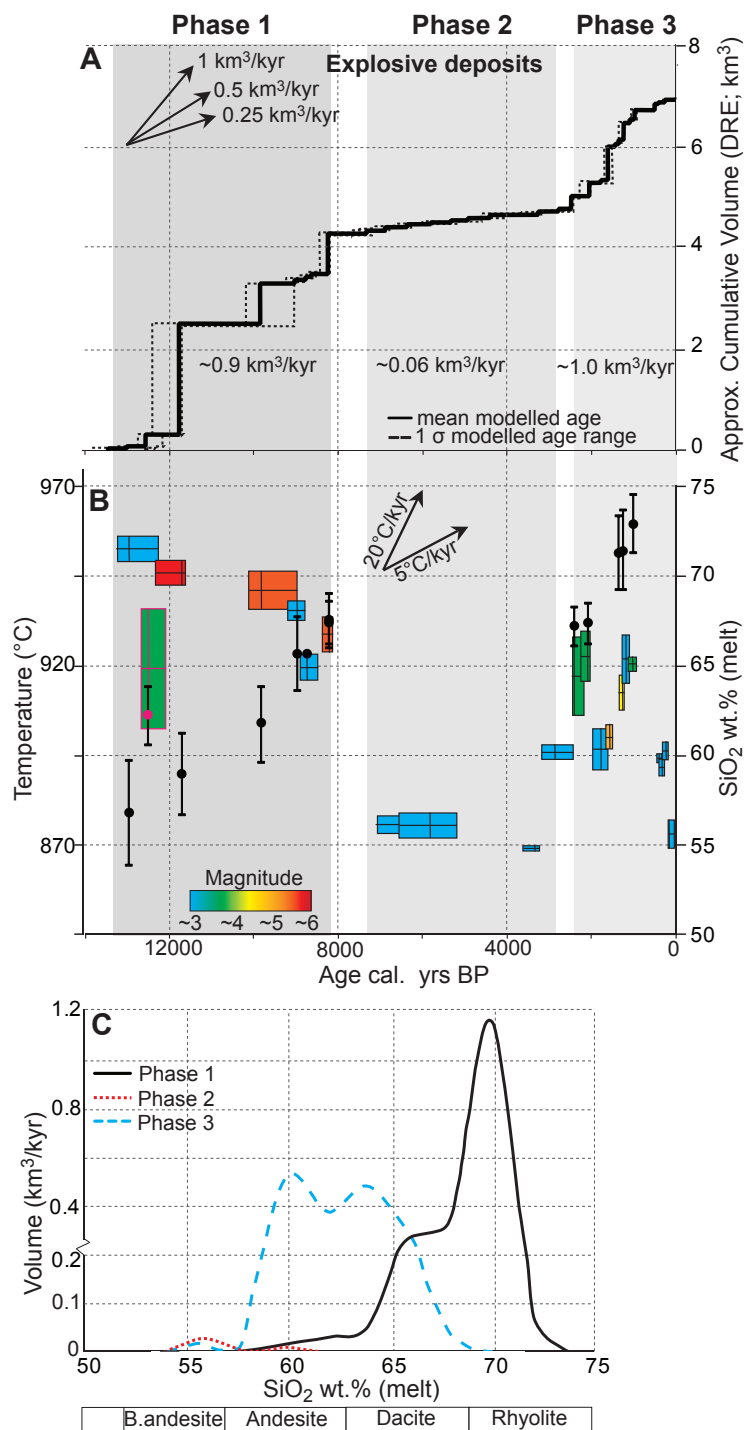 Phase 1 Phase 2 Phase 3
A
1 km³/kyr
0.5 km³/kyr
0.25 km³/kyr
Explosive deposits
8
6
4
2
0
Approx. Cumulative Volume (DRE; km³)
~0.9 km³/kyr ~0.06 km³/kyr ~1.0 km³/kyr
mean modelled age
1 σ modelled age range
B
970
920
870
Temperature (°C)
20°C/kyr
5°C/kyr
75
70
65
60
55
50
SiO₂ wt.% (melt)
Magnitude
~3 ~4 ~5 ~6
12000 8000 4000 0
Age cal. yrs BP
C
1.2
0.8
0.4
0.2
0.1
0
Volume (km³/kyr)
Phase 1
Phase 2
Phase 3
50 55 60 65 70 75
SiO₂ wt.% (melt)
B.andesite Andesite Dacite Rhyolite